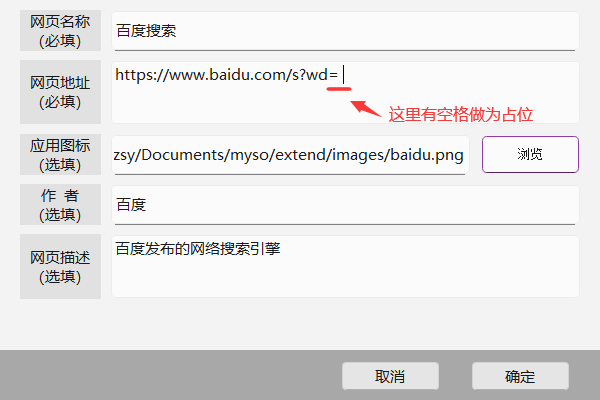 网页名称
(必填)
百度搜索
网页地址
(必填)
https://www.baidu.com/s?wd=
这里有空格做为占位
应用图标
(选填)
zsy/Documents/myso/extend/images/baidu.png
浏览
作 者
(选填)
百度
网页描述
(选填)
百度发布的网络搜索引擎
取消
确定